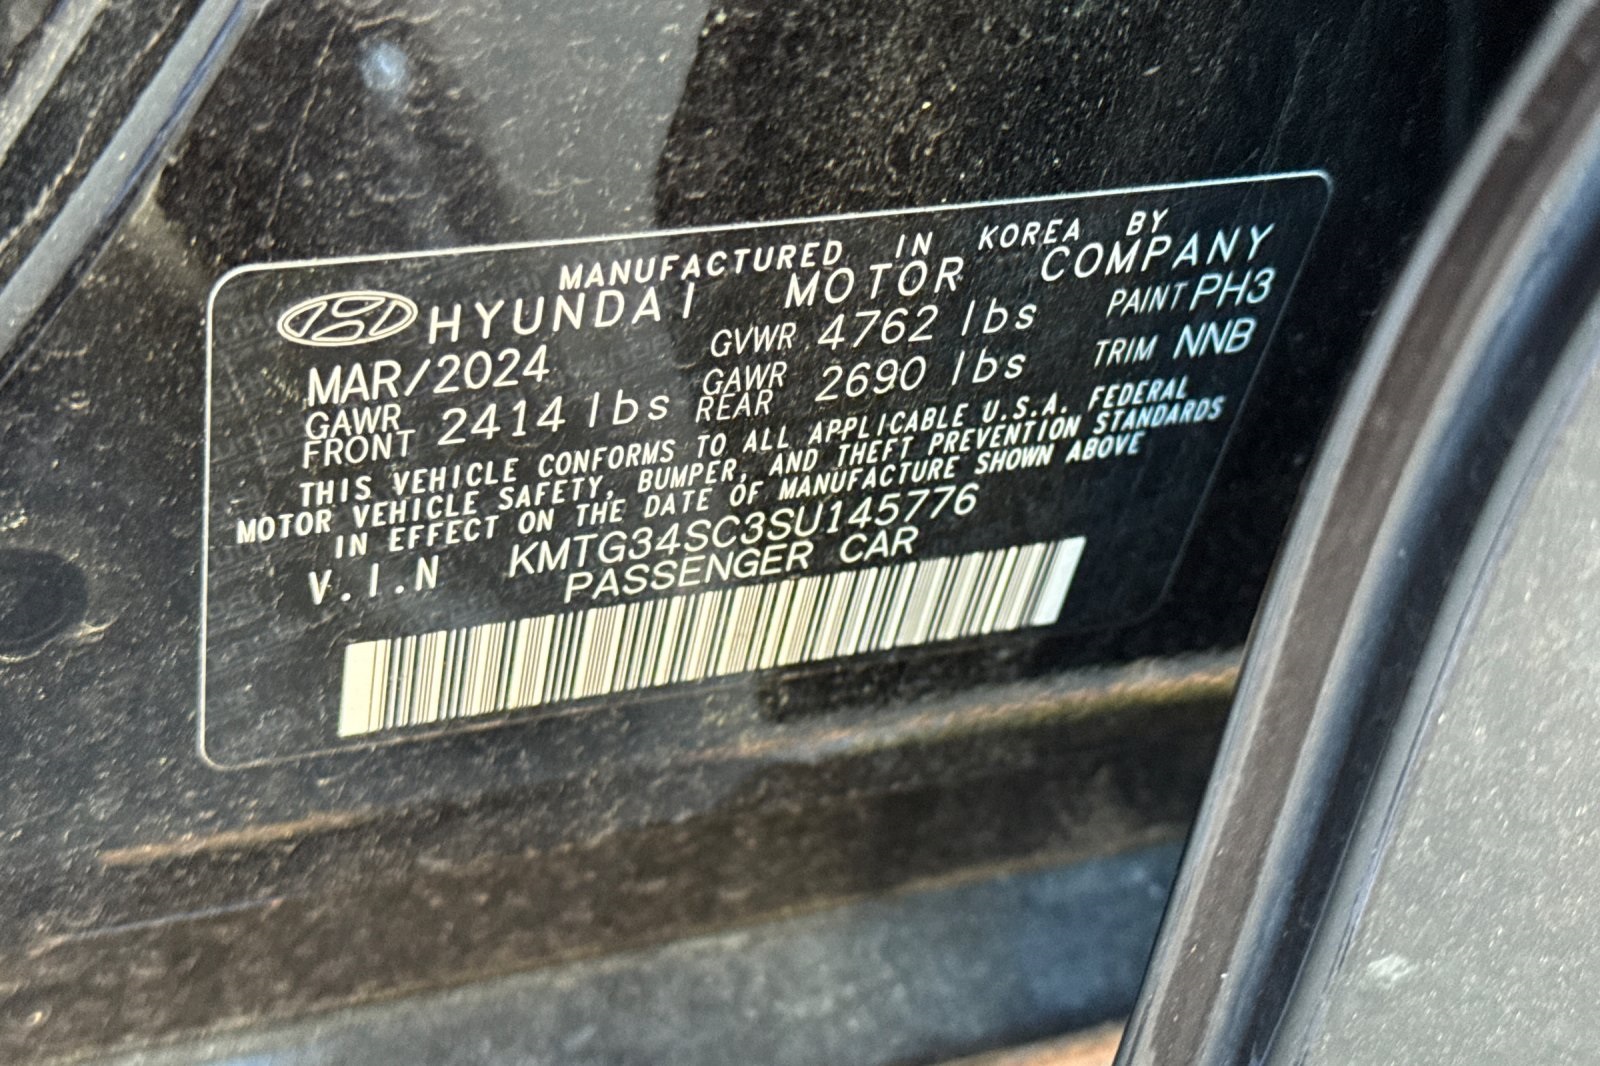 MANUFACTURED IN KOREA BY
HYUNDAI MOTOR COMPANY
MAR/2024 GVWR 4762 lbs PAINT PH3
GAWR FRONT 2414 lbs GAWR REAR 2690 lbs TRIM NNB
THIS VEHICLE CONFORMS TO ALL APPLICABLE U.S.A. FEDERAL
MOTOR VEHICLE SAFETY, BUMPER, AND THEFT PREVENTION STANDARDS
IN EFFECT ON THE DATE OF MANUFACTURE SHOWN ABOVE
V.I.N KMTG34SC3SU145776
PASSENGER CAR